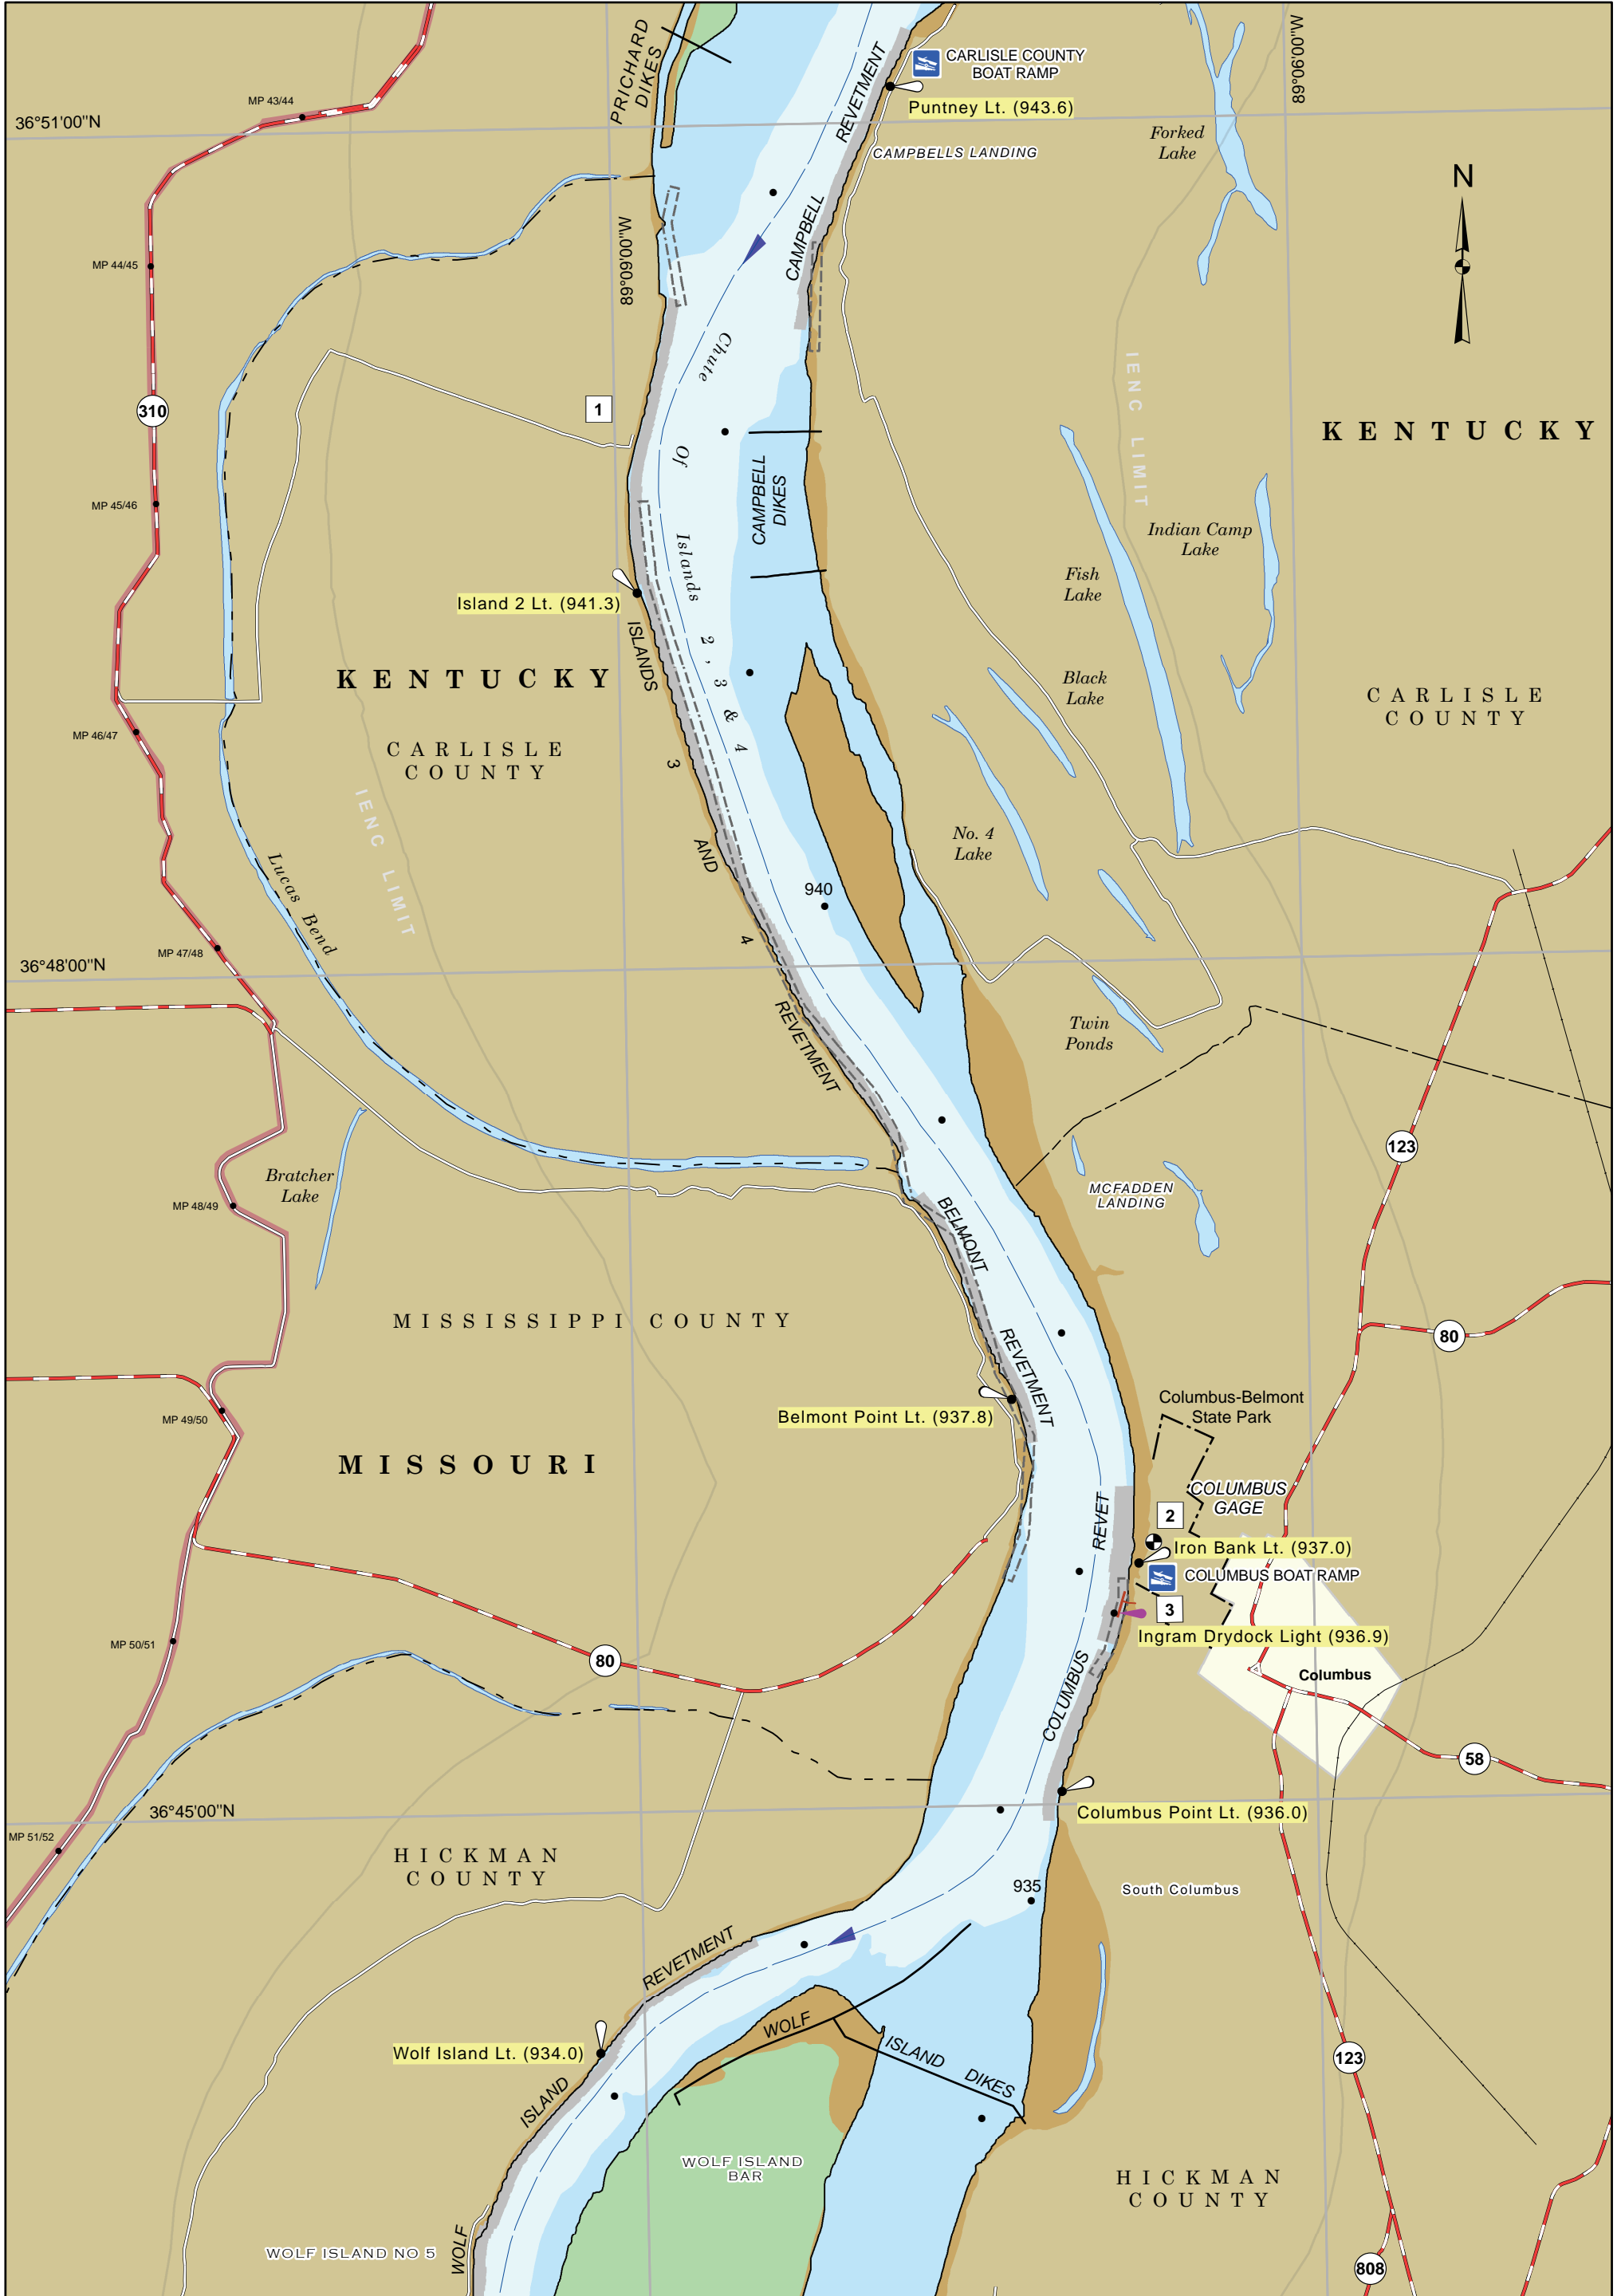 PRICHARD
DIKES
REVETMENT
CARLISLE COUNTY
BOAT RAMP
89°06'00"W
MP 43/44
36°51'00"N
Puntney Lt. (943.6)
CAMPBELLS LANDING
Forked
Lake
N
CAMPBELL
MP 44/45
89°09'00"W
Chute
Of
Islands
2, 3 & 4
IENC LIMIT
310
1
KENTUCKY
CAMPBELL
DIKES
MP 45/46
Indian Camp
Lake
Fish
Lake
Island 2 Lt. (941.3)
ISLANDS
3
AND
4
REVETMENT
KENTUCKY
Black
Lake
CARLISLE
COUNTY
MP 46/47
CARLISLE
COUNTY
IENC LIMIT
No. 4
Lake
Lucas Bend
940
MP 47/48
36°48'00"N
Twin
Ponds
123
Bratcher
Lake
MP 48/49
MCFADDEN
LANDING
BELMONT
REVETMENT
MISSISSIPPI COUNTY
80
MP 49/50
Belmont Point Lt. (937.8)
Columbus-Belmont
State Park
MISSOURI
COLUMBUS
GAGE
REVET
2
Iron Bank Lt. (937.0)
COLUMBUS BOAT RAMP
3
Ingram Drydock Light (936.9)
MP 50/51
80
COLUMBUS
Columbus
58
36°45'00"N
Columbus Point Lt. (936.0)
MP 51/52
HICKMAN
COUNTY
935
South Columbus
REVETMENT
WOLF
ISLAND
DIKES
Wolf Island Lt. (934.0)
ISLAND
123
WOLF ISLAND
BAR
HICKMAN
COUNTY
WOLF ISLAND NO 5
WOLF
808